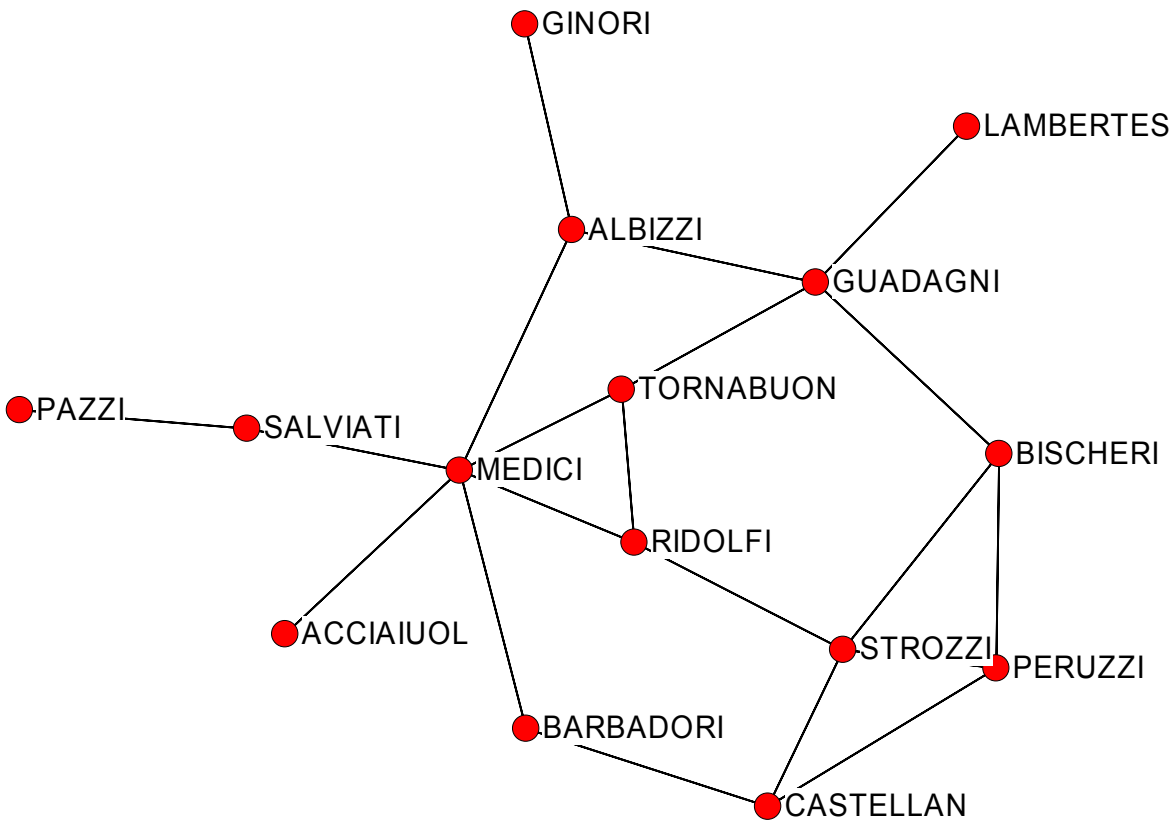 GINORI
LAMBERTES
ALBIZZI
GUADAGNI
TORNABUON
PAZZI
SALVIATI
BISCHERI
MEDICI
RIDOLFI
ACCIAIUOL
STROZZI
PERUZZI
BARBADORI
CASTELLAN